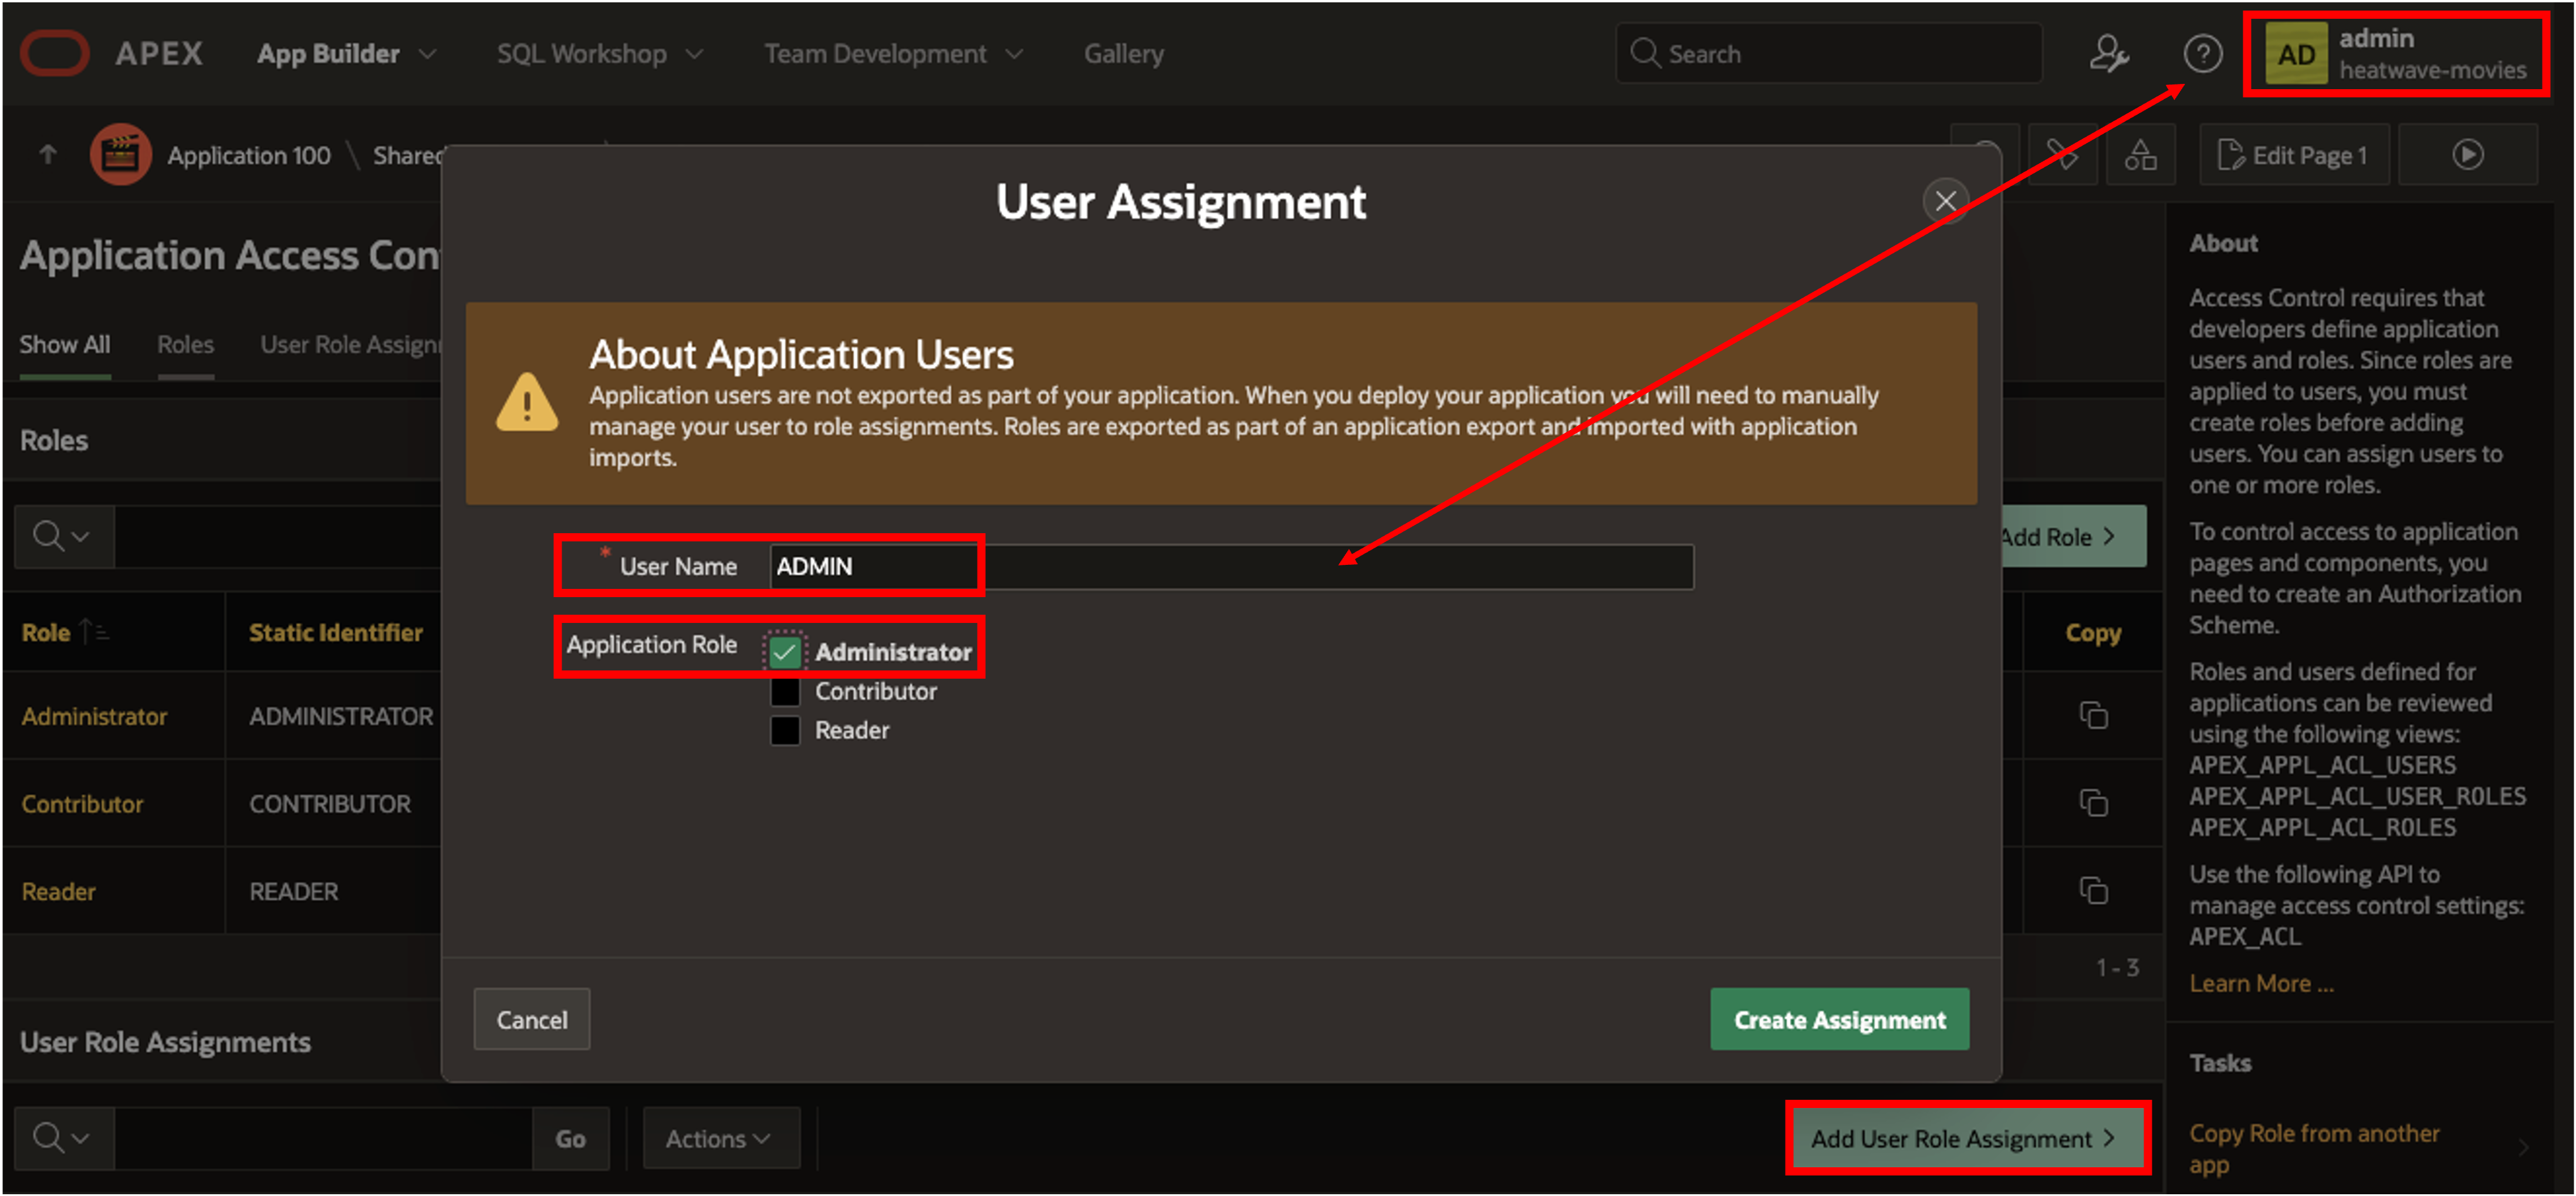 APEX
App Builder
SQL Workshop
Team Development
Gallery
Search
AD
admin
heatwave-movies
Application 100 \ Shared
Edit Page 1
Application Access Con
Show All
Roles
User Role Assign
Roles
Add Role
Role
Static Identifier
Copy
Administrator
ADMINISTRATOR
Contributor
CONTRIBUTOR
Reader
READER
1 - 3
User Role Assignments
Go
Actions
Add User Role Assignment
User Assignment
About Application Users
Application users are not exported as part of your application. When you deploy your application you will need to manually
manage your user to role assignments. Roles are exported as part of an application export and imported with application
imports.
* User Name
ADMIN
Application Role
Administrator
Contributor
Reader
Cancel
Create Assignment
About
Access Control requires that
developers define application
users and roles. Since roles are
applied to users, you must
create roles before adding
users. You can assign users to
one or more roles.
To control access to application
pages and components, you
need to create an Authorization
Scheme.
Roles and users defined for
applications can be reviewed
using the following views:
APEX_APPL_ACL_USERS
APEX_APPL_ACL_USER_ROLES
APEX_APPL_ACL_ROLES
Use the following API to
manage access control settings:
APEX_ACL
Learn More ...
Tasks
Copy Role from another
app